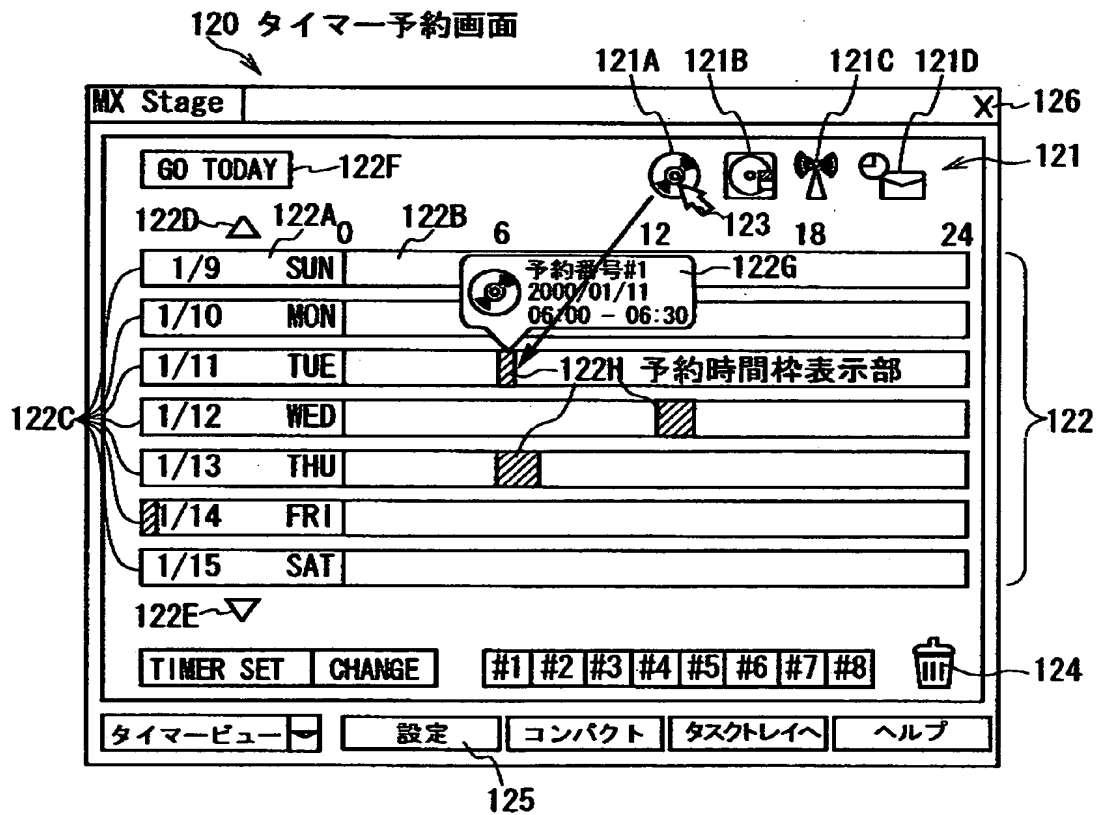 120 タイマー予約画面
121A 121B 121C 121D
MX Stage X 126
GO TODAY 122F 121
123
122D 122A 0 122B 6 12 18 24
1/9 SUN
予約番号#1 122G
2000/01/11
06:00 - 06:30
1/10 MON
1/11 TUE 122H 予約時間枠表示部
122C 1/12 WED 122
1/13 THU
1/14 FRI
1/15 SAT
122E
TIMER SET CHANGE #1 #2 #3 #4 #5 #6 #7 #8 124
タイマービュー 設定 コンパクト タスクトレイへ ヘルプ
125